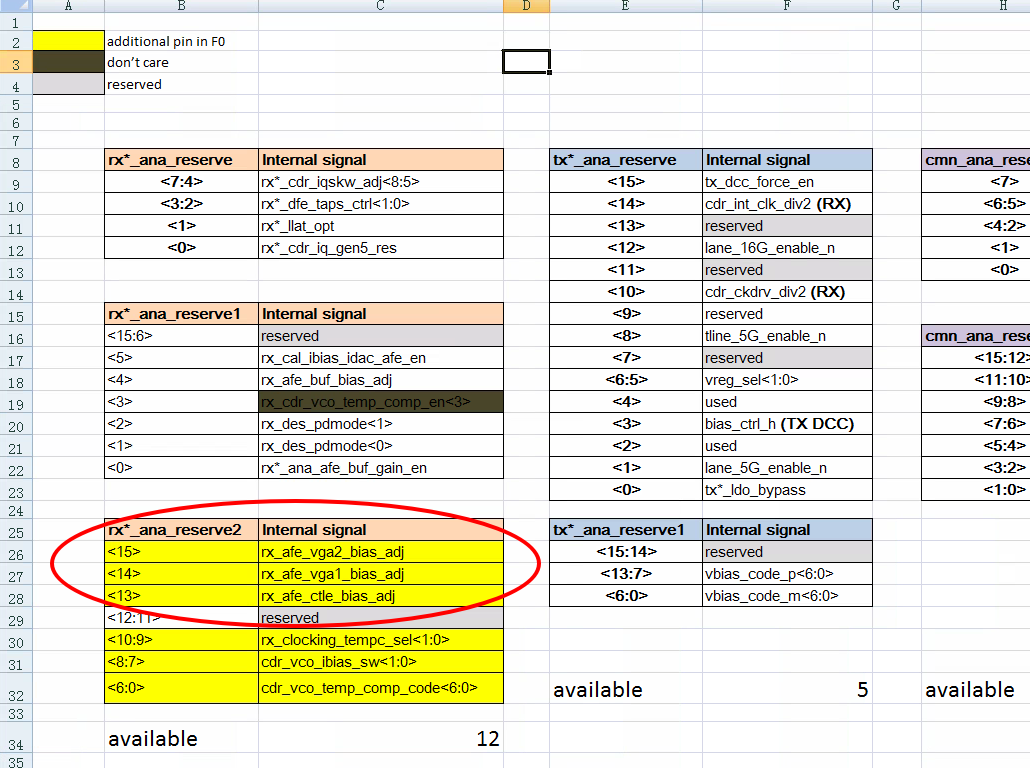 A B C D E F G H
1
2 additional pin in F0
3 don't care
4 reserved
5
6
7
8 rx*_ana_reserve Internal signal tx*_ana_reserve Internal signal cmn_ana_rese
9 <7:4> rx*_cdr_iqskw_adj<8:5> <15> tx_dcc_force_en <7>
10 <3:2> rx*_dfe_taps_ctrl<1:0> <14> cdr_int_clk_div2 (RX) <6:5>
11 <1> rx*_llat_opt <13> reserved <4:2>
12 <0> rx*_cdr_iq_gen5_res <12> lane_16G_enable_n <1>
13 <11> reserved <0>
14 <10> cdr_ckdrv_div2 (RX)
15 rx*_ana_reserve1 Internal signal <9> reserved
16 <15:6> reserved <8> tline_5G_enable_n cmn_ana_rese
17 <5> rx_cal_ibias_idac_afe_en <7> reserved <15:12>
18 <4> rx_afe_buf_bias_adj <6:5> vreg_sel<1:0> <11:10>
19 <3> rx_cdr_vco_temp_comp_en<3> <4> used <9:8>
20 <2> rx_des_pdmode<1> <3> bias_ctrl_h (TX DCC) <7:6>
21 <1> rx_des_pdmode<0> <2> used <5:4>
22 <0> rx*_ana_afe_buf_gain_en <1> lane_5G_enable_n <3:2>
23 <0> tx*_ldo_bypass <1:0>
24
25 rx*_ana_reserve2 Internal signal tx*_ana_reserve1 Internal signal
26 <15> rx_afe_vga2_bias_adj <15:14> reserved
27 <14> rx_afe_vga1_bias_adj <13:7> vbias_code_p<6:0>
28 <13> rx_afe_ctle_bias_adj <6:0> vbias_code_m<6:0>
29 <12:11> reserved
30 <10:9> rx_clocking_tempc_sel<1:0>
31 <8:7> cdr_vco_ibias_sw<1:0>
32 <6:0> cdr_vco_temp_comp_code<6:0> available 5 available
33
34 available 12
35